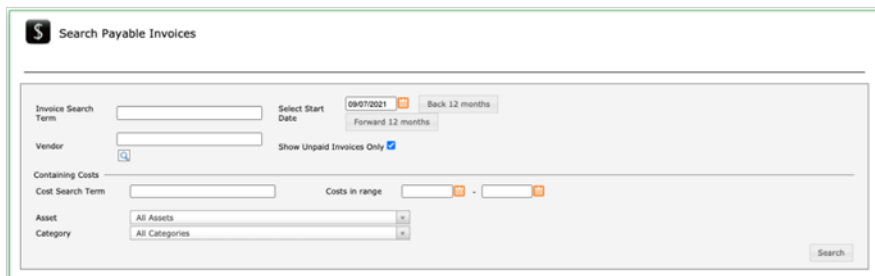 $ Search Payable Invoices
Invoice Search Term
Select Start Date
09/07/2021
Back 12 months
Forward 12 months
Vendor
Show Unpaid Invoices Only
Containing Costs
Cost Search Term
Costs in range
-
Asset
All Assets
Category
All Categories
Search